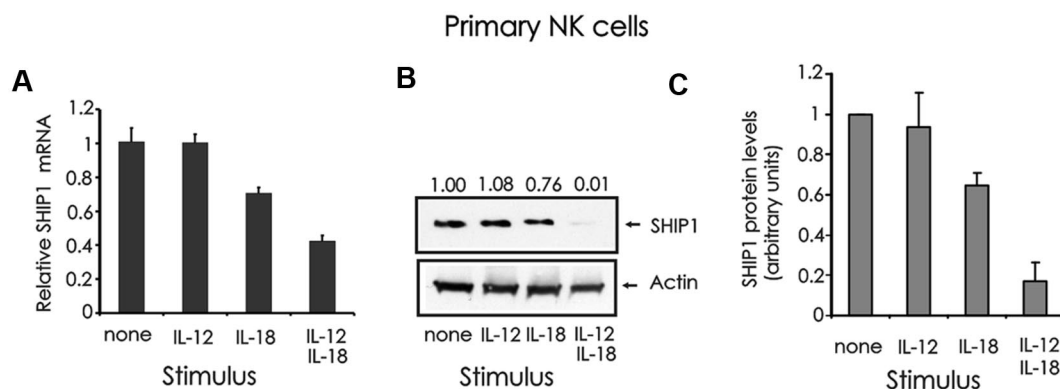 Primary NK cells
A
Relative SHIP1 mRNA
1.2
1
0.8
0.6
0.4
0.2
0
none IL-12 IL-18 IL-12
IL-18
Stimulus
B
1.00 1.08 0.76 0.01
SHIP1
Actin
none IL-12 IL-18 IL-12
IL-18
Stimulus
C
SHIP1 protein levels
(arbitrary units)
1.2
1
0.8
0.6
0.4
0.2
0
none IL-12 IL-18 IL-12
IL-18
Stimulus